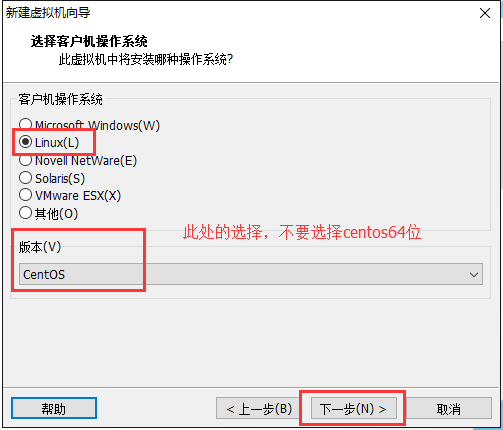 新建虚拟机向导
选择客户机操作系统
此虚拟机中将安装哪种操作系统?
客户机操作系统
Microsoft Windows(W)
Linux(L)
Novell NetWare(E)
Solaris(S)
VMware ESX(X)
其他(O)
此处的选择，不要选择centos64位
版本(V)
CentOS
帮助
< 上一步(B)
下一步(N) >
取消